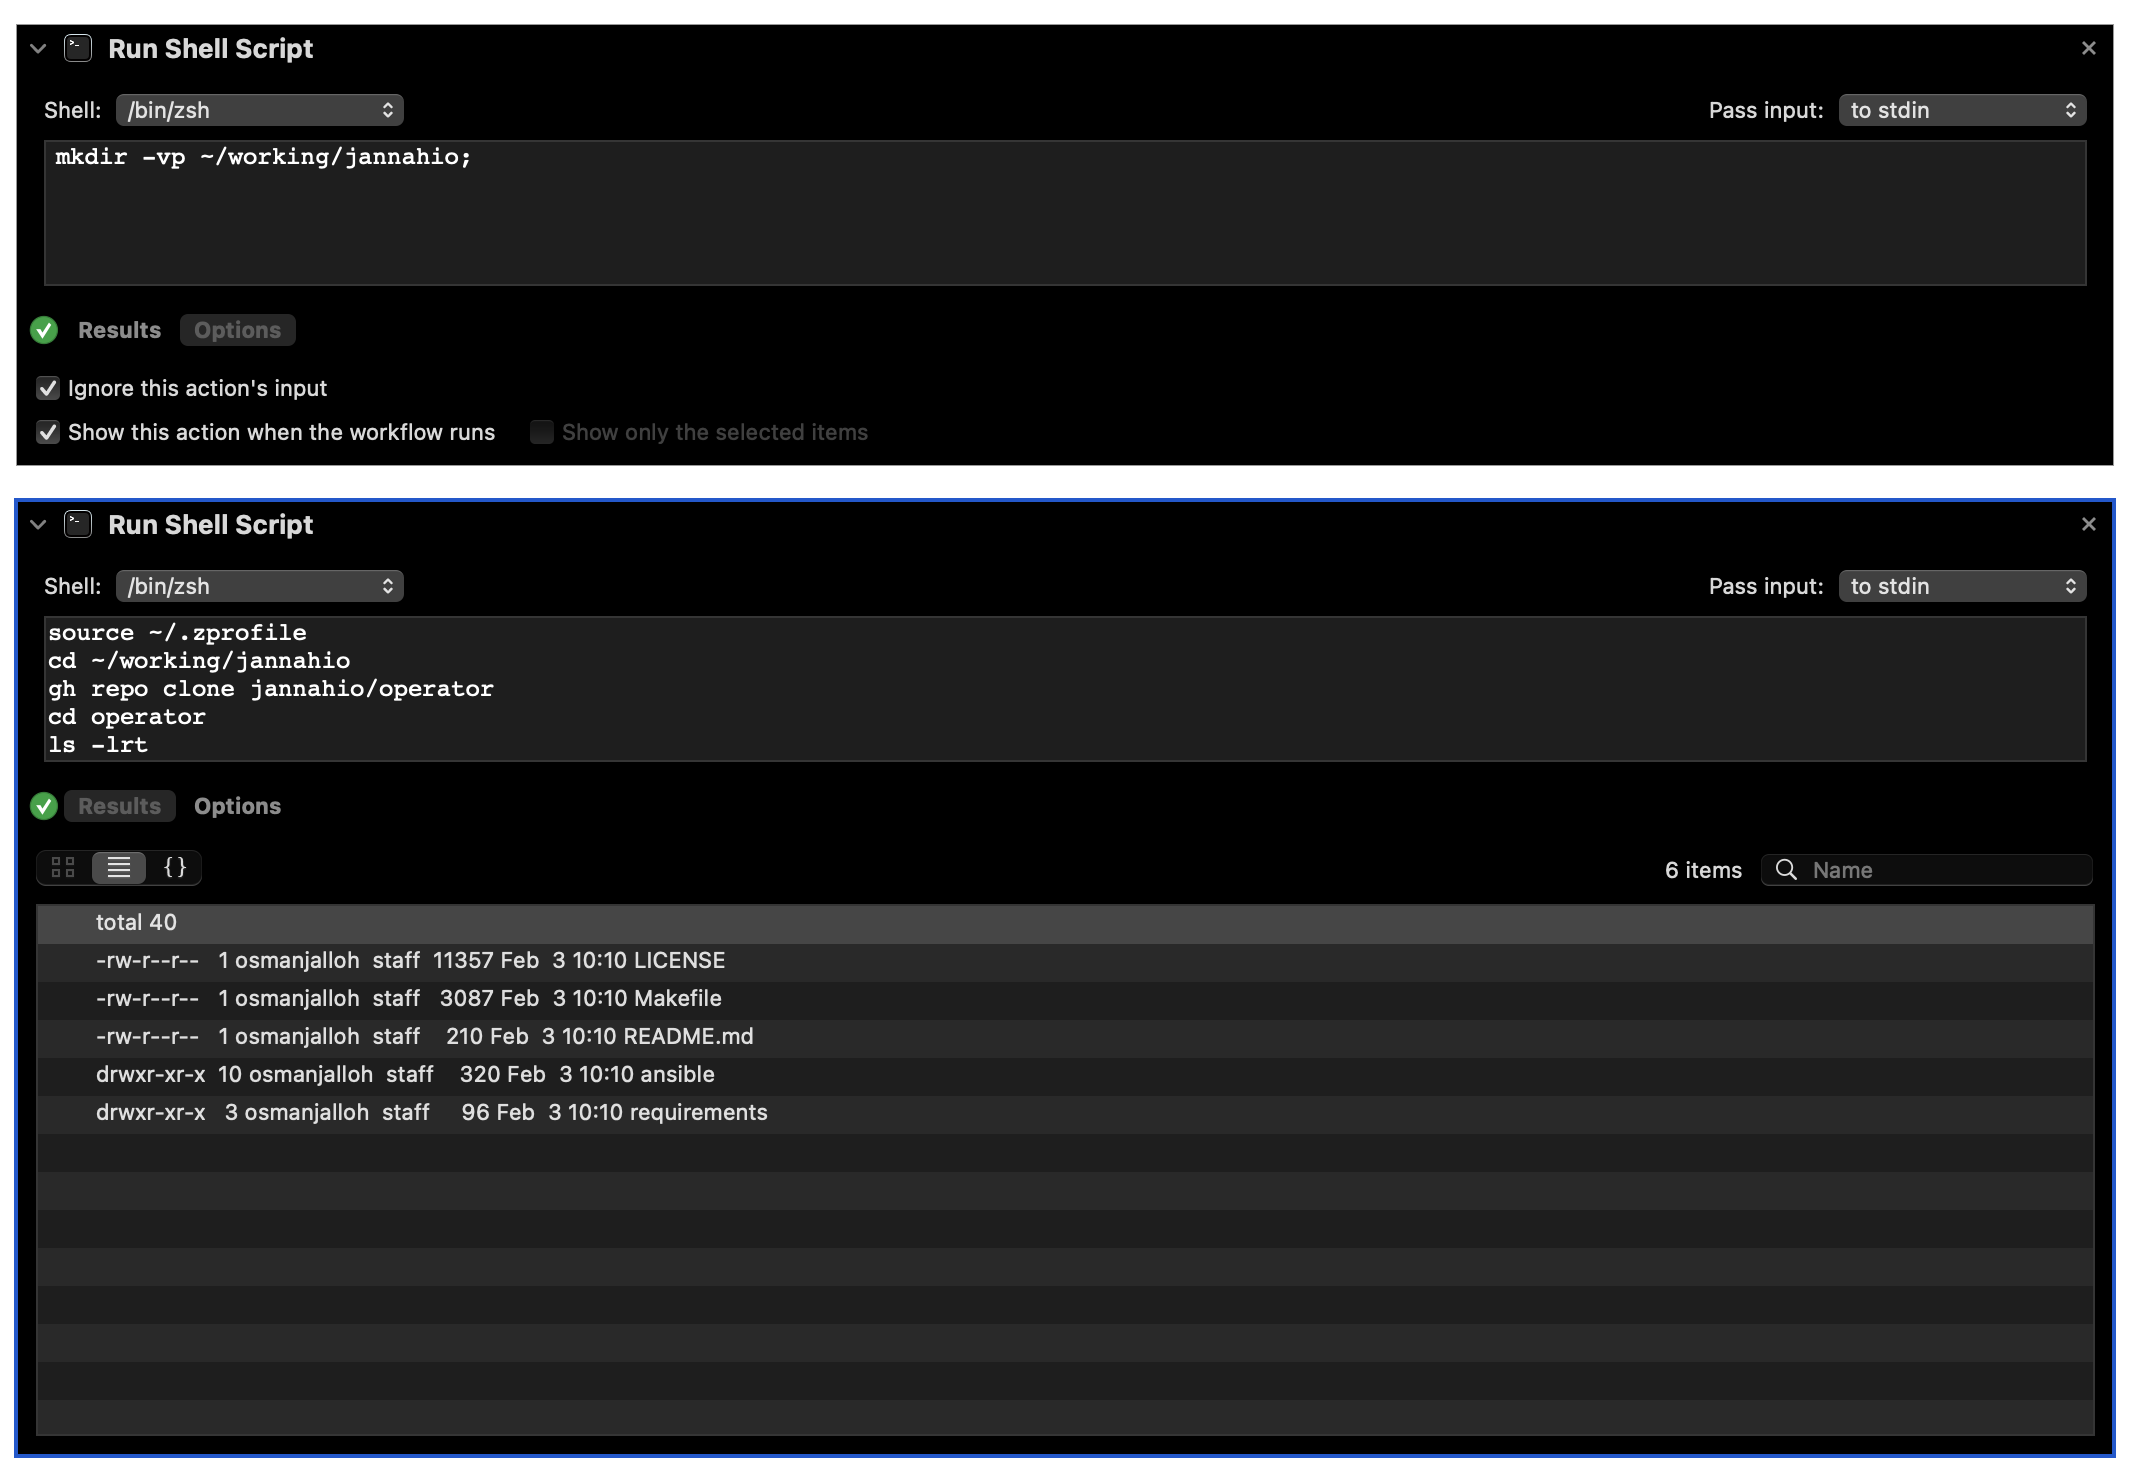 Run Shell Script
Shell: /bin/zsh Pass input: to stdin
mkdir -vp ~/working/jannahio;
Results Options
Ignore this action's input
Show this action when the workflow runs Show only the selected items
Run Shell Script
Shell: /bin/zsh Pass input: to stdin
source ~/.zprofile
cd ~/working/jannahio
gh repo clone jannahio/operator
cd operator
ls -lrt
Results Options
{} 6 items Name
total 40
-rw-r--r-- 1 osmanjalloh staff 11357 Feb 3 10:10 LICENSE
-rw-r--r-- 1 osmanjalloh staff 3087 Feb 3 10:10 Makefile
-rw-r--r-- 1 osmanjalloh staff 210 Feb 3 10:10 README.md
drwxr-xr-x 10 osmanjalloh staff 320 Feb 3 10:10 ansible
drwxr-xr-x 3 osmanjalloh staff 96 Feb 3 10:10 requirements